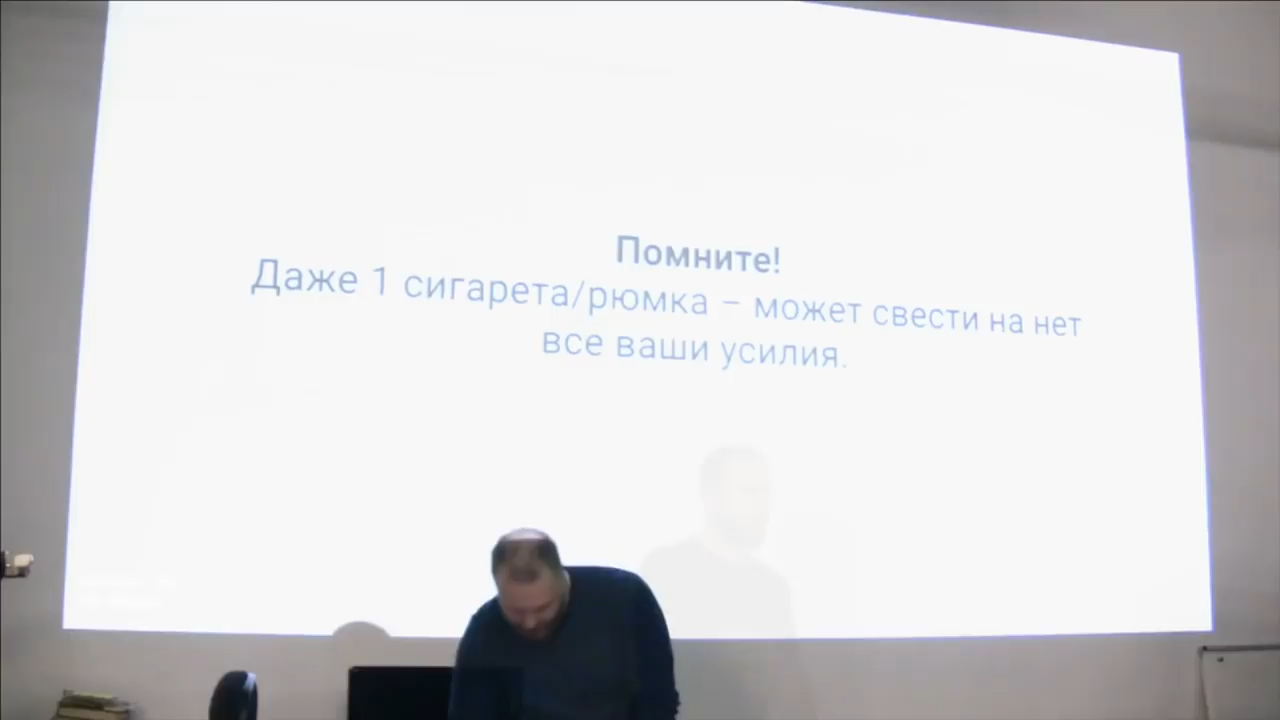 Помните!
Даже 1 сигарета/рюмка – может свести на нет
все ваши усилия.